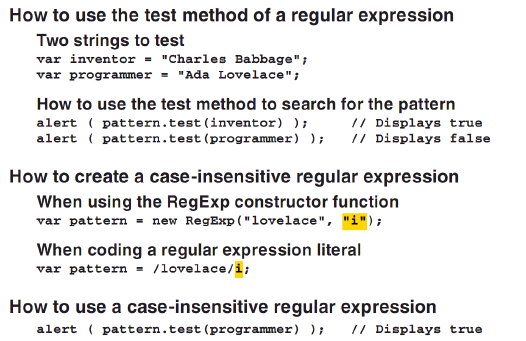 How to use the test method of a regular expression
Two strings to test
var inventor = "Charles Babbage";
var programmer = "Ada Lovelace";
How to use the test method to search for the pattern
alert ( pattern.test(inventor) ); // Displays true
alert ( pattern.test(programmer) ); // Displays false
How to create a case-insensitive regular expression
When using the RegExp constructor function
var pattern = new RegExp("lovelace", "i");
When coding a regular expression literal
var pattern = /lovelace/i;
How to use a case-insensitive regular expression
alert ( pattern.test(programmer) ); // Displays true